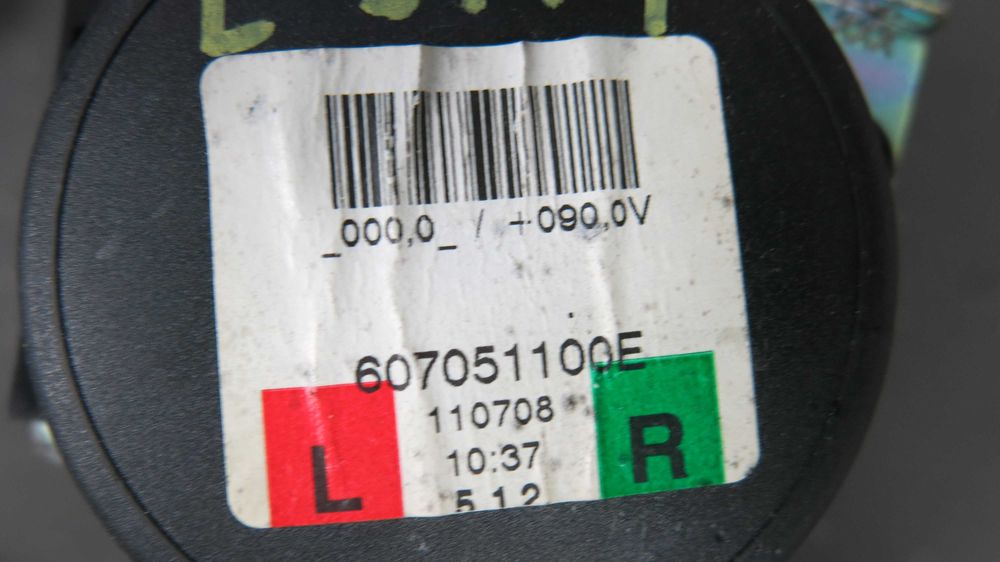 _000,0_ / +090,0V
607051100E
110708
10:37
5 1 2
L
R